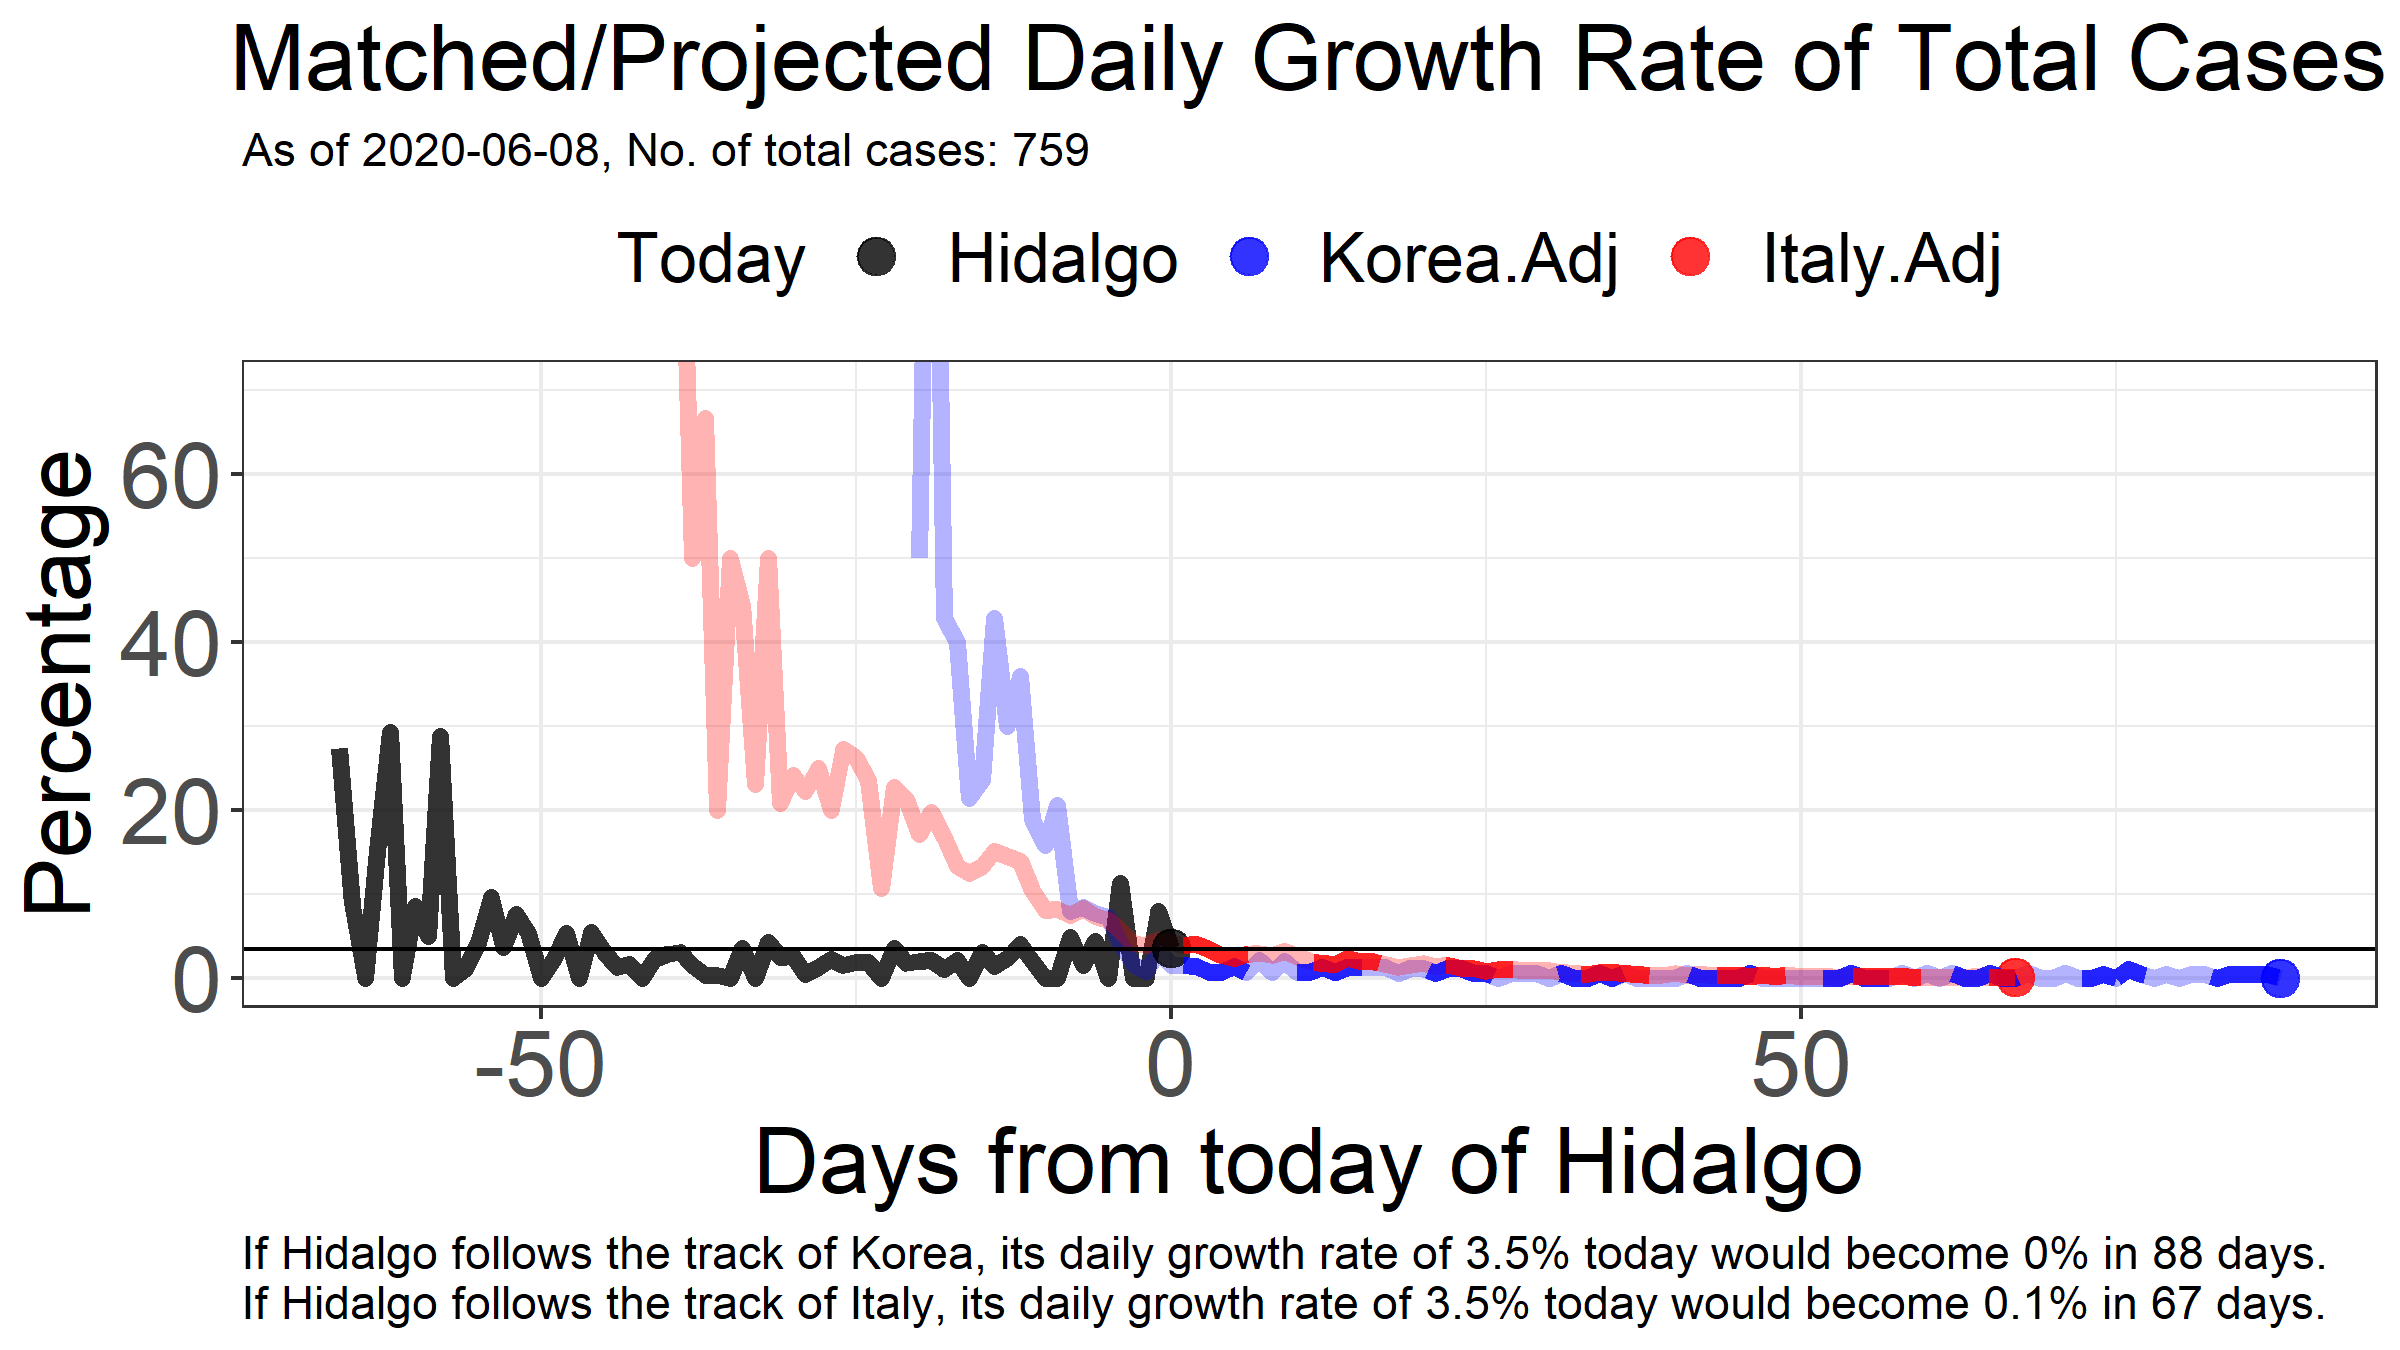 Matched/Projected Daily Growth Rate of Total Cases
As of 2020-06-08, No. of total cases: 759
Today Hidalgo Korea.Adj Italy.Adj
Percentage
60
40
20
0
-50 0 50
Days from today of Hidalgo
If Hidalgo follows the track of Korea, its daily growth rate of 3.5% today would become 0% in 88 days.
If Hidalgo follows the track of Italy, its daily growth rate of 3.5% today would become 0.1% in 67 days.